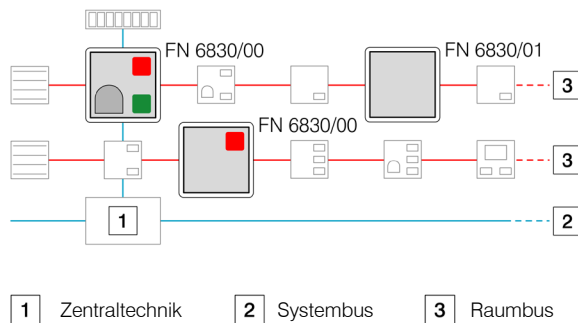 FN 6830/00
FN 6830/01
3
FN 6830/00
3
1
2
1 Zentraltechnik 2 Systembus 3 Raumbus